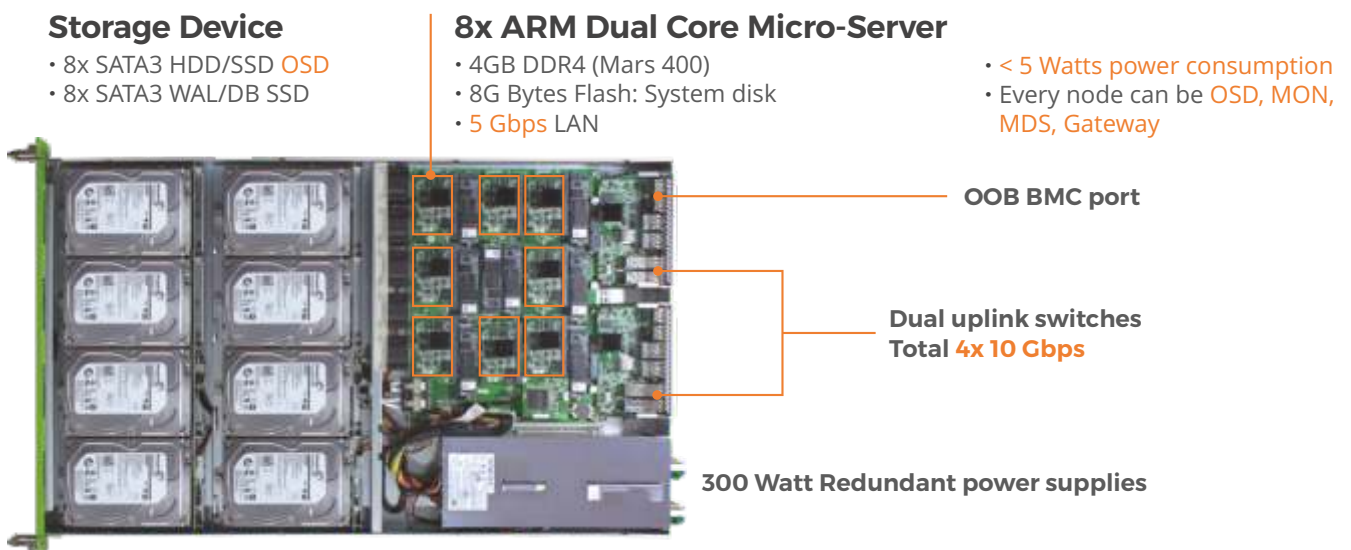 Storage Device
• 8x SATA3 HDD/SSD OSD
• 8x SATA3 WAL/DB SSD
8x ARM Dual Core Micro-Server
• 4GB DDR4 (Mars 400)
• 8G Bytes Flash: System disk
• 5 Gbps LAN
• < 5 Watts power consumption
• Every node can be OSD, MON,
MDS, Gateway
OOB BMC port
Dual uplink switches
Total 4x 10 Gbps
300 Watt Redundant power supplies